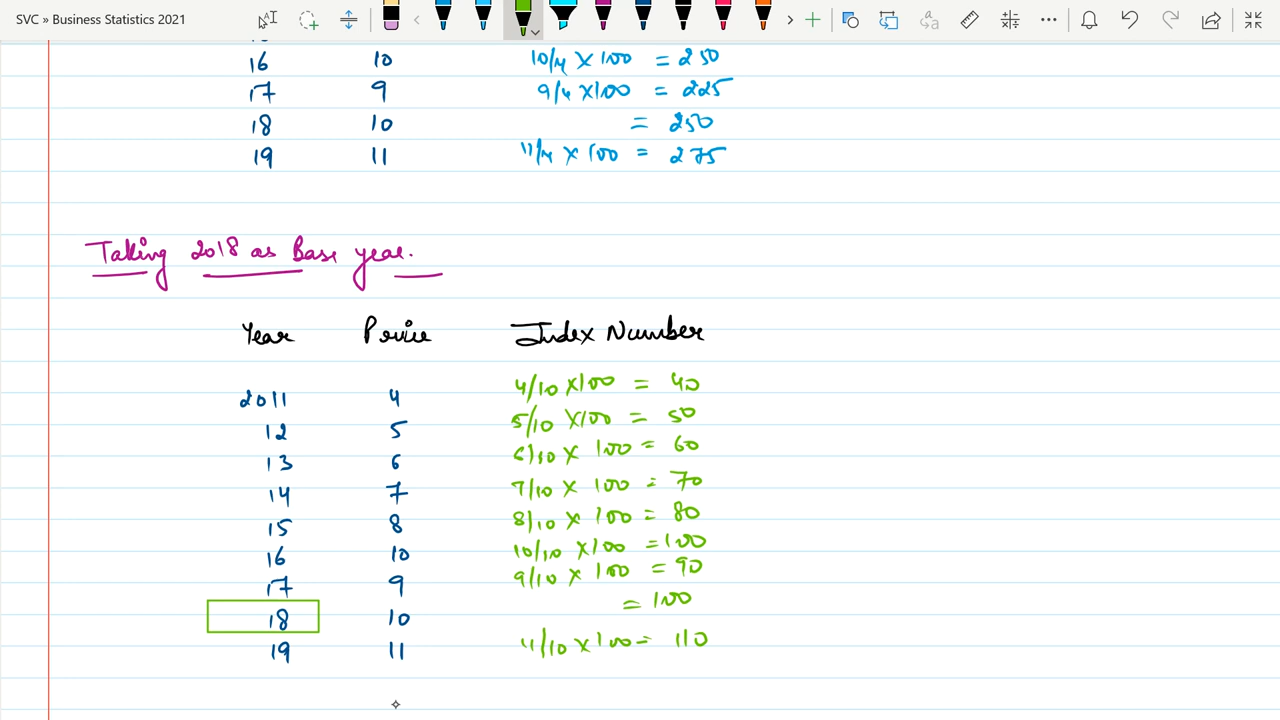 SVC » Business Statistics 2021
16 10 10/4 × 100 = 250
17 9 9/4 ×100 = 225
18 10 = 250
19 11 11/4 × 100 = 275
Taking 2018 as Base year.
Year Price Index Number
2011 4 4/10 ×100 = 40
12 5 5/10 ×100 = 50
13 6 6/10 × 100 = 60
14 7 7/10 × 100 = 70
15 8 8/10 × 100 = 80
16 10 10/10 ×100 =100
17 9 9/10 × 100 = 90
18 10 = 100
19 11 11/10 ×100= 110